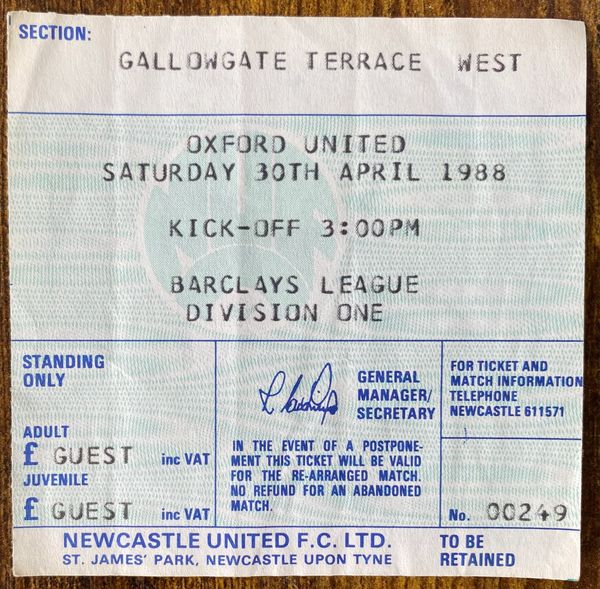 SECTION:
GALLOWGATE TERRACE WEST
OXFORD UNITED
SATURDAY 30TH APRIL 1988
KICK-OFF 3:00PM
BARCLAYS LEAGUE
DIVISION ONE
STANDING
ONLY
ADULT
£ GUEST inc VAT
JUVENILE
£ GUEST inc VAT
GENERAL
MANAGER/
SECRETARY
IN THE EVENT OF A POSTPONE-
MENT THIS TICKET WILL BE VALID
FOR THE RE-ARRANGED MATCH.
NO REFUND FOR AN ABANDONED
MATCH.
FOR TICKET AND
MATCH INFORMATION
TELEPHONE
NEWCASTLE 611571
No. 00249
NEWCASTLE UNITED F.C. LTD.
ST. JAMES' PARK, NEWCASTLE UPON TYNE
TO BE
RETAINED